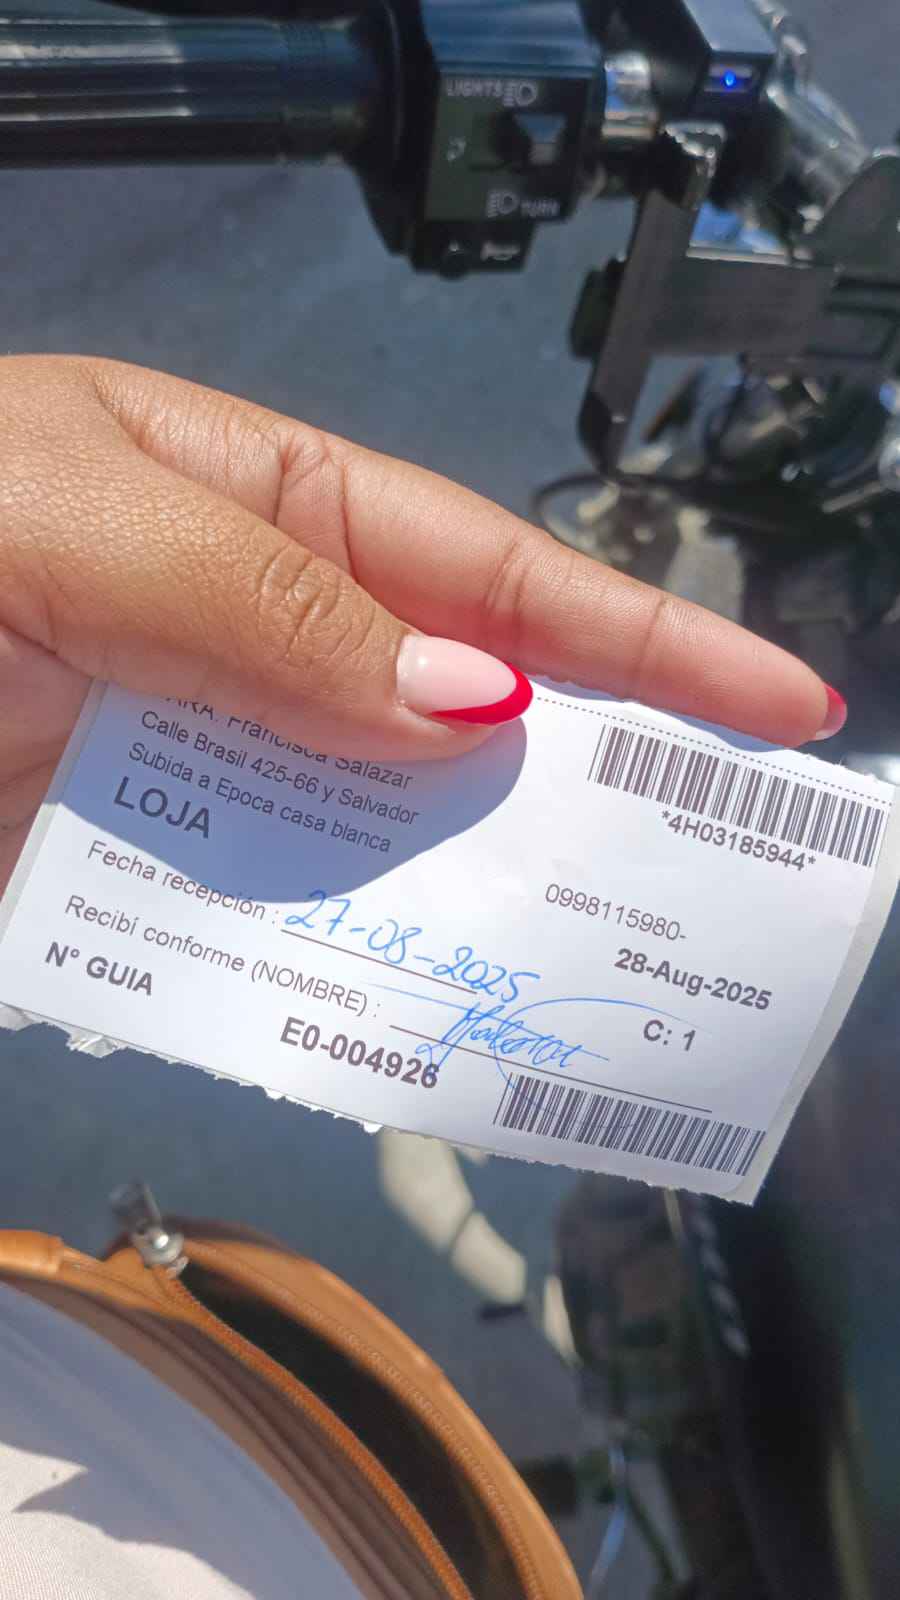 LIGHTS
TURN
PARA: Francisca Salazar
Calle Brasil 425-66 y Salvador
Subida a Epoca casa blanca
LOJA
*4H03185944*
0998115980-
28-Aug-2025
C: 1
Fecha recepción : 27-08-2025
Recibí conforme (NOMBRE) :
N° GUIA
E0-004926